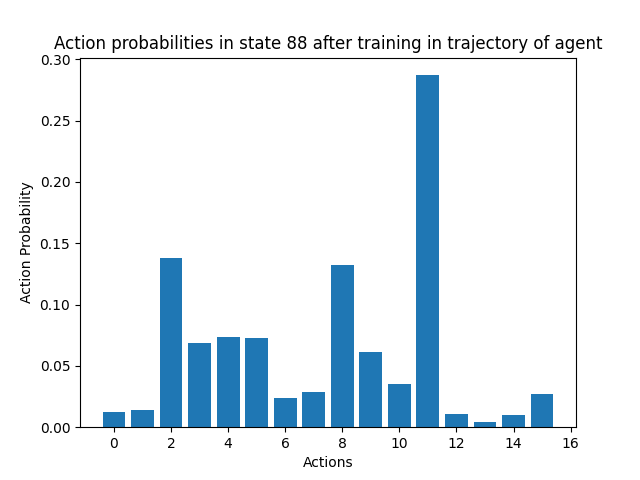 Action probabilities in state 88 after training in trajectory of agent
0.30
0.25
0.20
0.15
0.10
0.05
0.00
Action Probability
0 2 4 6 8 10 12 14 16
Actions